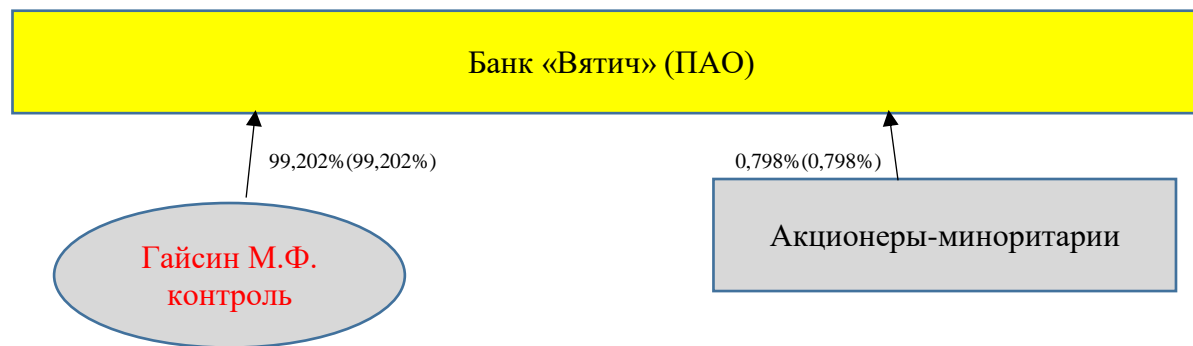 Банк «Вятич» (ПАО)
99,202%(99,202%)
0,798%(0,798%)
Гайсин М.Ф.
контроль
Акционеры-миноритарии